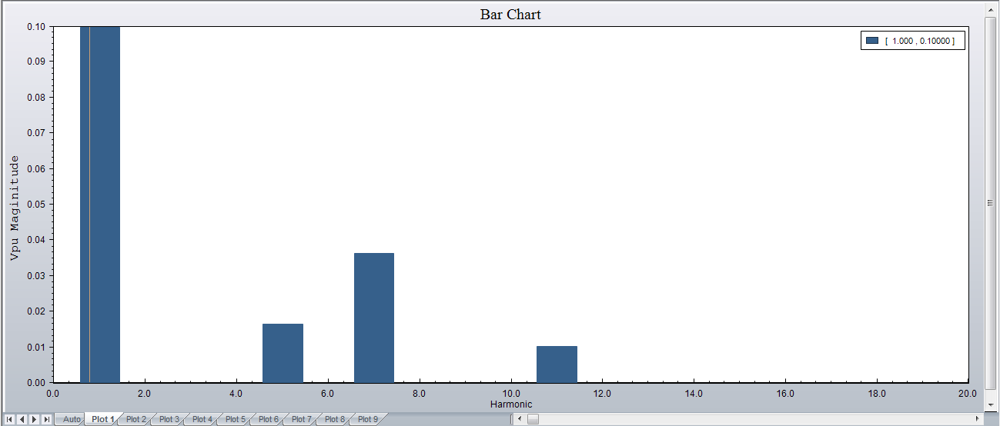 Bar Chart
[ 1.000 , 0.10000 ]
0.10
0.09
0.08
0.07
0.06
0.05
0.04
0.03
0.02
0.01
0.00
Vpu Maginitude
0.0 2.0 4.0 6.0 8.0 10.0 12.0 14.0 16.0 18.0 20.0
Harmonic
Auto Plot 1 Plot 2 Plot 3 Plot 4 Plot 5 Plot 6 Plot 7 Plot 8 Plot 9